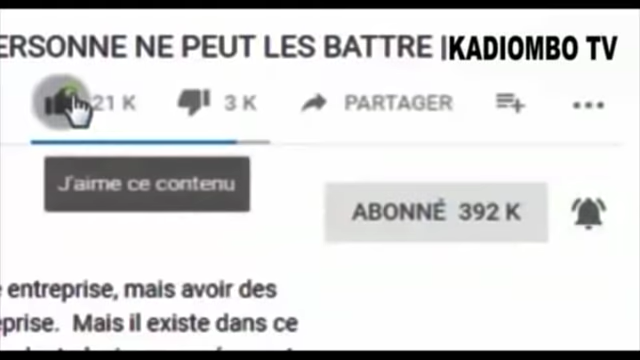 ERSONNE NE PEUT LES BATTRE | KADIOMBO TV
21 K 3 K PARTAGER
J'aime ce contenu
ABONNÉ 392 K
entreprise, mais avoir des
eprise. Mais il existe dans ce